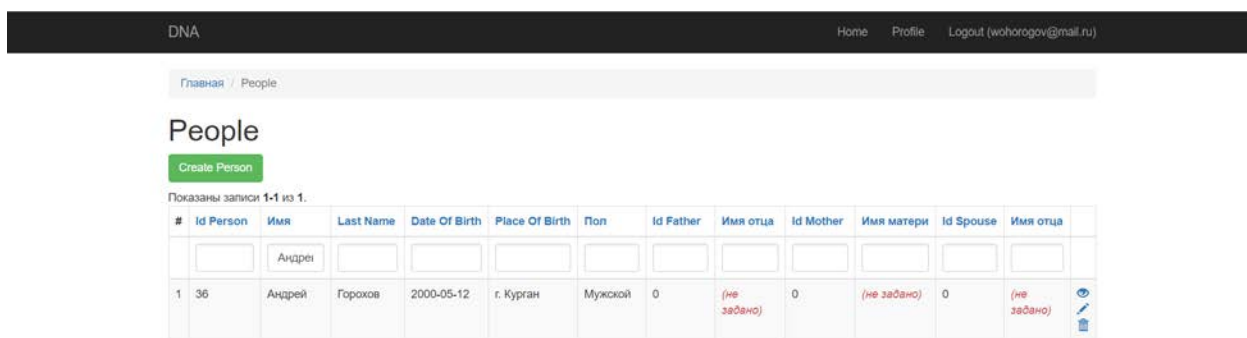 DNA Home Profile Logout (wohorogov@mail.ru)
Главная / People
People
Create Person
Показаны записи 1-1 из 1.
# Id Person Имя Last Name Date Of Birth Place Of Birth Пол Id Father Имя отца Id Mother Имя матери Id Spouse Имя отца
Андре
1 36 Андрей Горохов 2000-05-12 г. Курган Мужской 0 (не 0 (не задано) 0 (не
задано) задано)